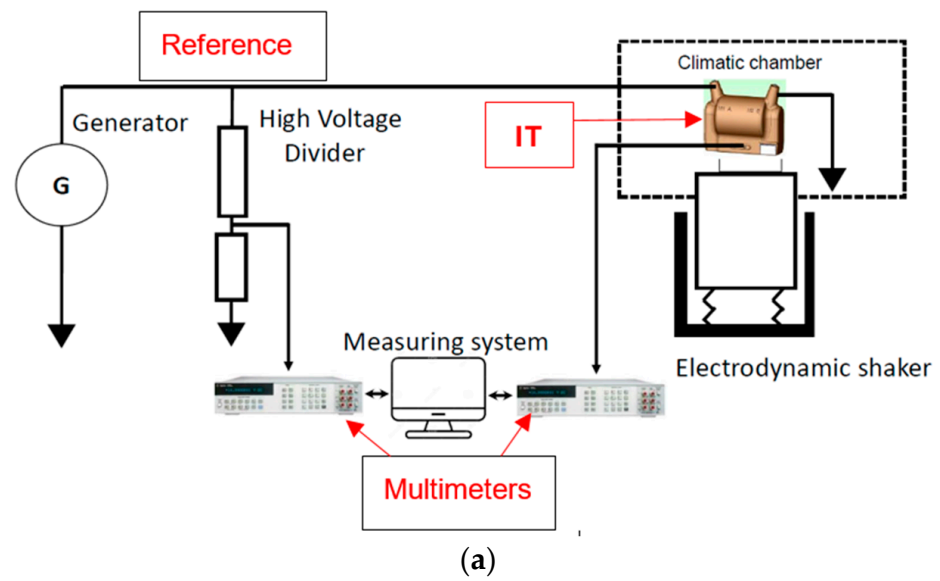 Reference
Climatic chamber
Generator
High Voltage
Divider
IT
G
Measuring system
Electrodynamic shaker
Multimeters
(a)